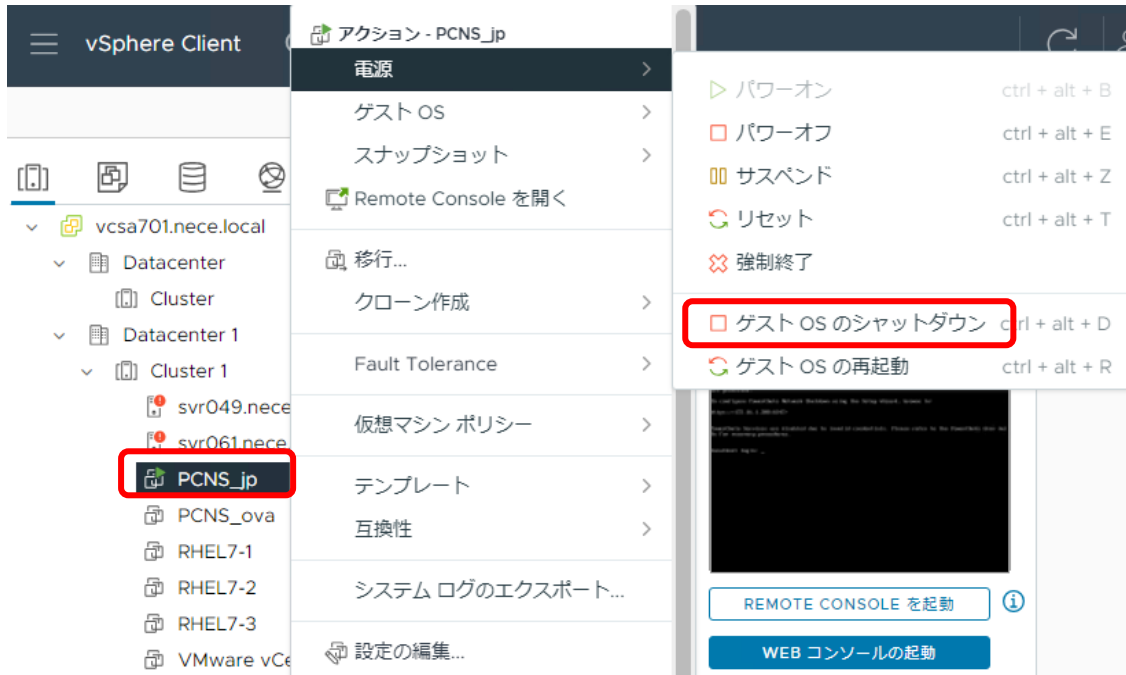 vSphere Client
vcsa701.nece.local
Datacenter
Cluster
Datacenter 1
Cluster 1
svr049.nece
svr061.nece.
PCNS_jp
PCNS_ova
RHEL7-1
RHEL7-2
RHEL7-3
VMware vCe
アクション - PCNS_jp
電源
ゲスト OS
スナップショット
Remote Console を開く
移行...
クローン作成
Fault Tolerance
仮想マシン ポリシー
テンプレート
互換性
システム ログのエクスポート...
設定の編集...
パワーオン ctrl + alt + B
パワーオフ ctrl + alt + E
サスペンド ctrl + alt + Z
リセット ctrl + alt + T
強制終了
ゲスト OS のシャットダウン ctrl + alt + D
ゲスト OS の再起動 ctrl + alt + R
REMOTE CONSOLE を起動
WEB コンソールの起動